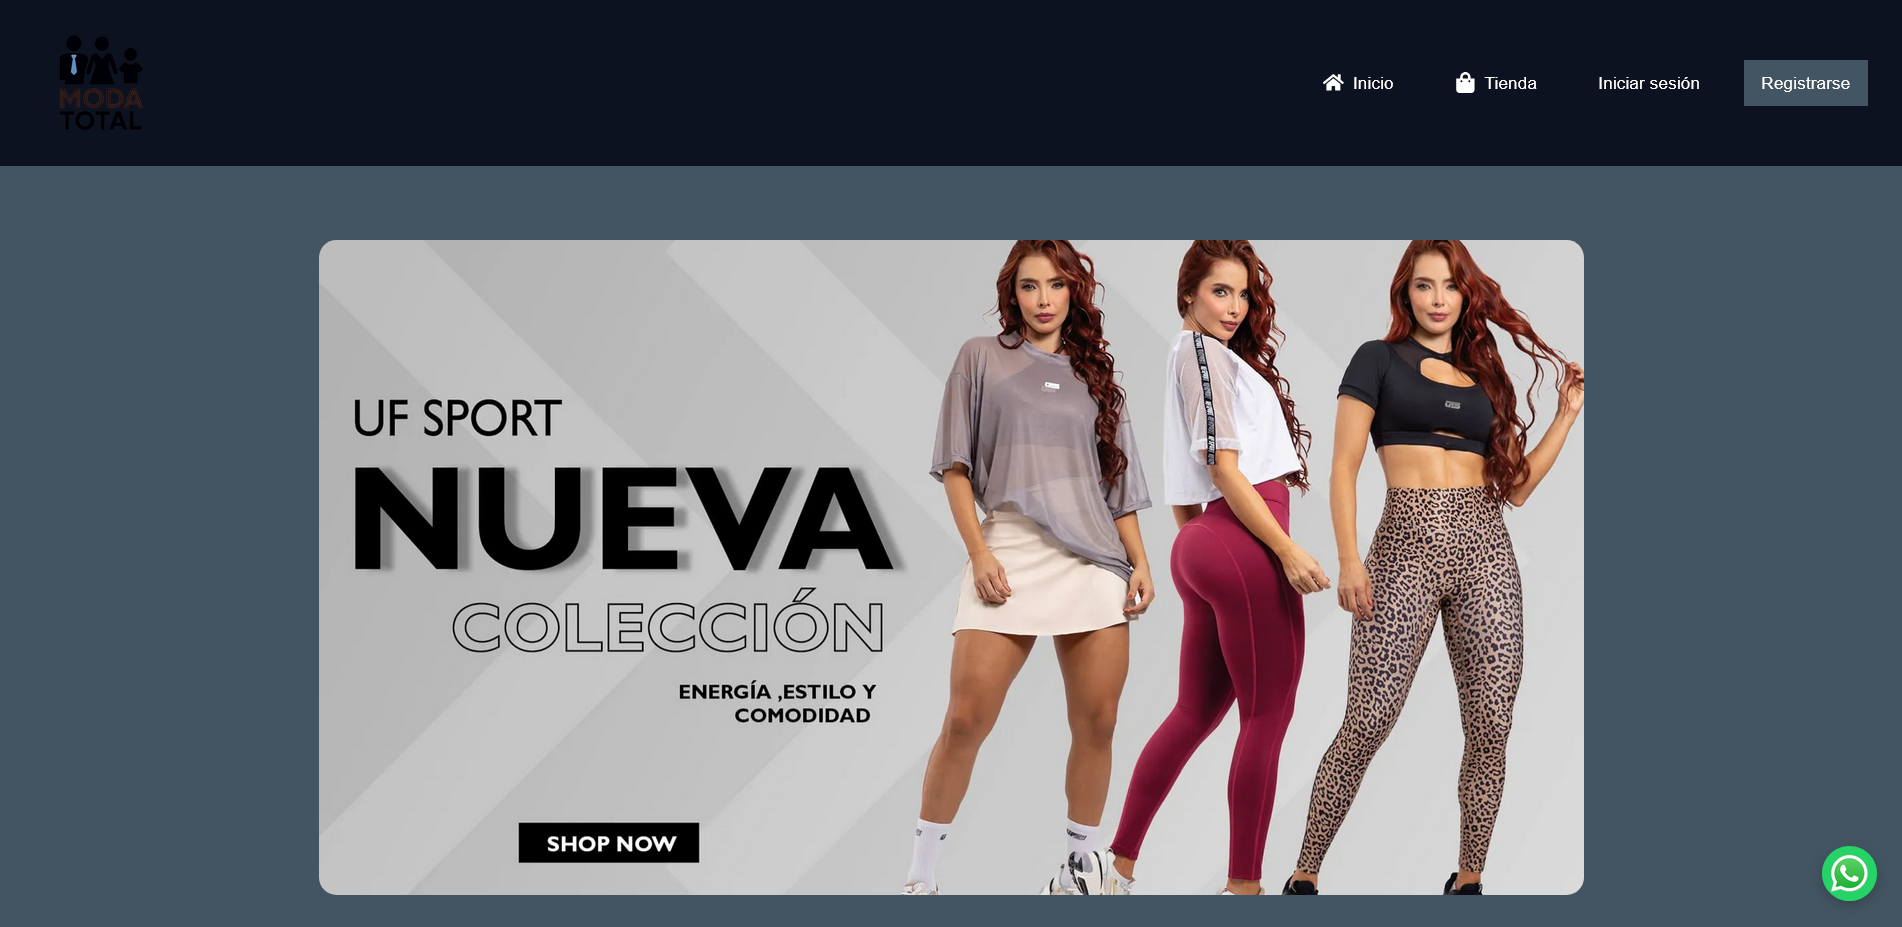 MODA
TOTAL
Inicio
Tienda
Iniciar sesión
Registrarse
UF SPORT
NUEVA
COLECCIÓN
ENERGÍA ,ESTILO Y
COMODIDAD
SHOP NOW